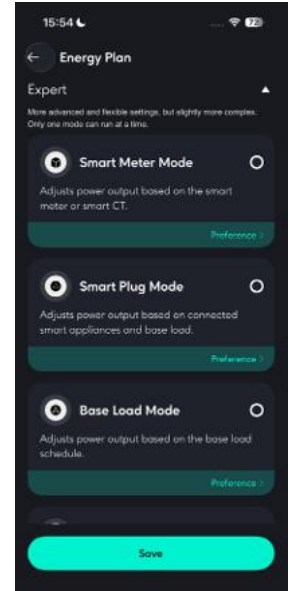 15:54
72
Energy Plan
Expert
More advanced and flexible settings, but slightly more complex.
Only one mode can run at a time.
Smart Meter Mode
Adjusts power output based on the smart
meter or smart CT.
Preference >
Smart Plug Mode
Adjusts power output based on connected
smart appliances and base load.
Preference >
Base Load Mode
Adjusts power output based on the base load
schedule.
Preference >
Save